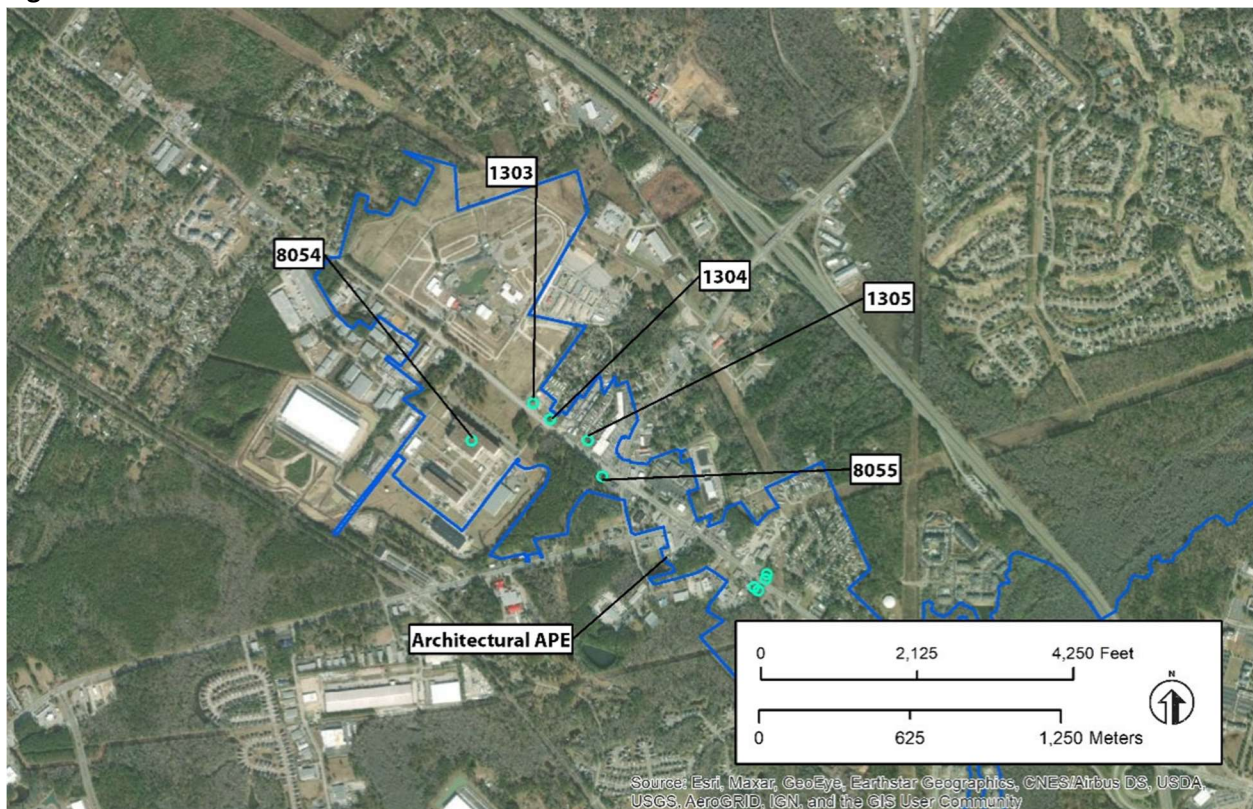 1303
8054
1304
1305
8055
Architectural APE
0 2,125 4,250 Feet
N
0 625 1,250 Meters
Source: Esri, Maxar, GeoEye, Earthstar Geographics, CNES/Airbus DS, USDA,
USGS, AeroGRID, IGN, and the GIS User Community